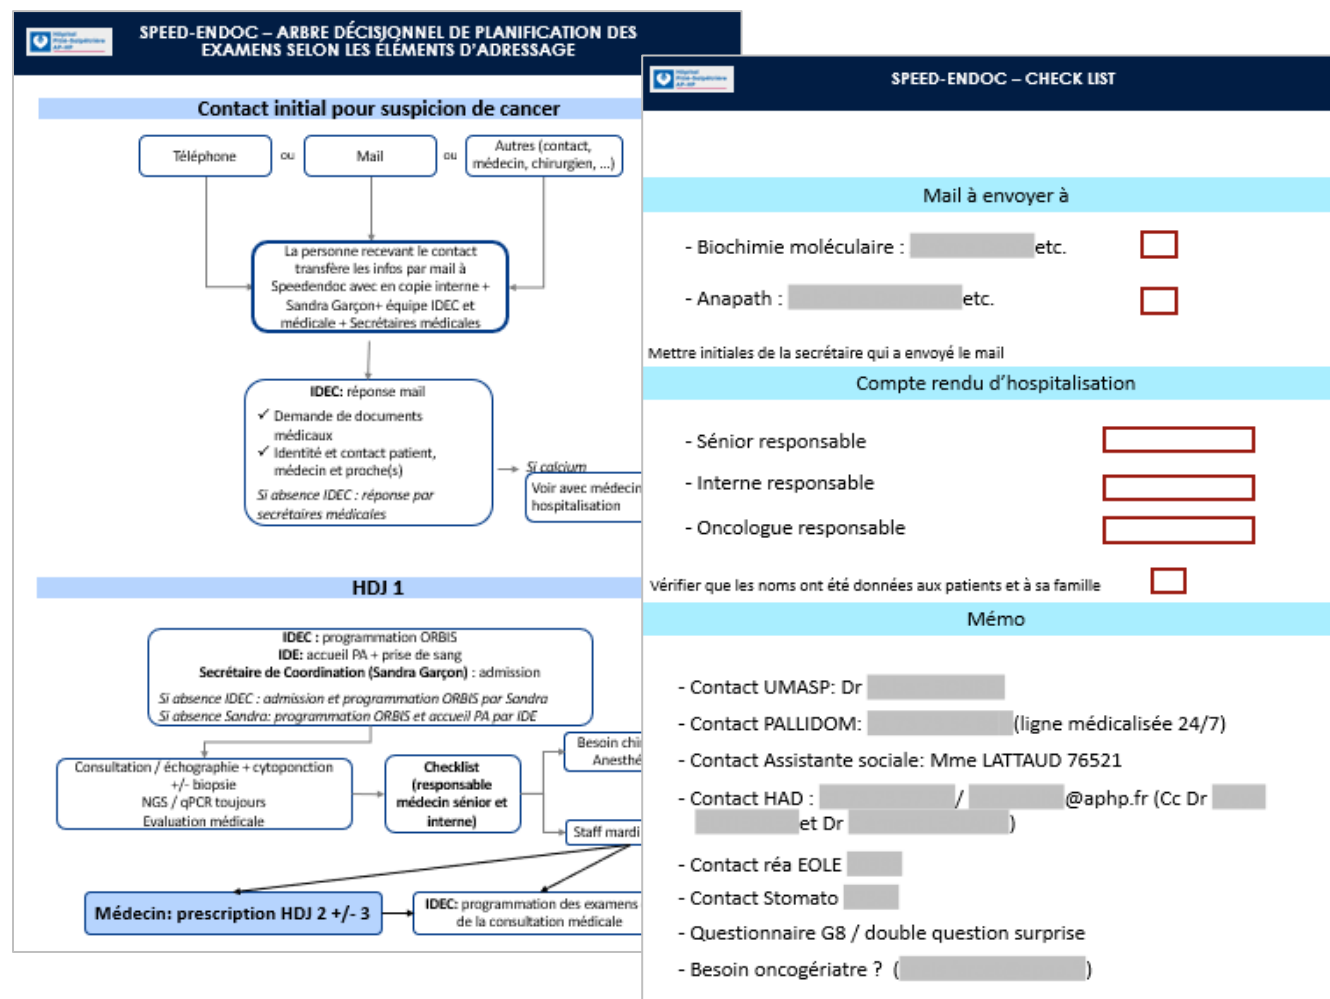 SPEED-ENDOC – ARBRE DÉCISIONNEL DE PLANIFICATION DES
EXAMENS SELON LES ÉLÉMENTS D'ADRESSAGE
Contact initial pour suspicion de cancer
Téléphone
ou
Mail
ou
Autres (contact,
médecin, chirurgien, ...)
La personne recevant le contact
transfère les infos par mail à
Speedendoc avec en copie interne +
Sandra Garçon+ équipe IDEC et
médicale + Secrétaires médicales
IDEC: réponse mail
✓ Demande de documents
médicaux
✓ Identité et contact patient,
médecin et proche(s)
Si absence IDEC : réponse par
secrétaires médicales
Si calcium
Voir avec médecin
hospitalisation
HDJ 1
IDEC : programmation ORBIS
IDE: accueil PA + prise de sang
Secrétaire de Coordination (Sandra Garçon) : admission
Si absence IDEC : admission et programmation ORBIS par Sandra
Si absence Sandra: programmation ORBIS et accueil PA par IDE
Consultation / échographie + cytoponction
+/- biopsie
NGS / qPCR toujours
Evaluation médicale
Checklist
(responsable
médecin sénior et
interne)
Besoin chi
Anesthé
Staff mardi
Médecin: prescription HDJ 2 +/- 3
IDEC: programmation des examens
de la consultation médicale
SPEED-ENDOC – CHECK LIST
Mail à envoyer à
- Biochimie moléculaire : etc.
- Anapath : etc.
Mettre initiales de la secrétaire qui a envoyé le mail
Compte rendu d'hospitalisation
- Sénior responsable
- Interne responsable
- Oncologue responsable
Vérifier que les noms ont été données aux patients et à sa famille
Mémo
- Contact UMASP: Dr
- Contact PALLIDOM: (ligne médicalisée 24/7)
- Contact Assistante sociale: Mme LATTAUD 76521
- Contact HAD : / @aphp.fr (Cc Dr
et Dr )
- Contact réa EOLE
- Contact Stomato
- Questionnaire G8 / double question surprise
- Besoin oncogériatre ? ( )